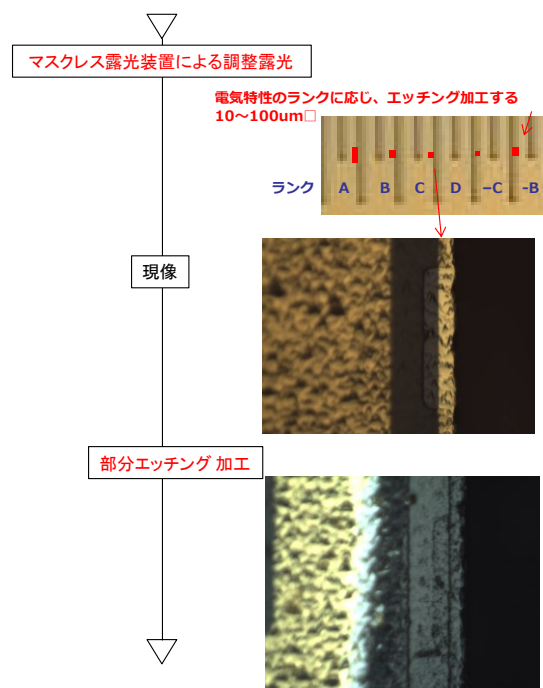 マスクレス露光装置による調整露光
電気特性のランクに応じ、エッチング加工する
10～100um□
ランク A B C D –C -B
現像
部分エッチング 加工